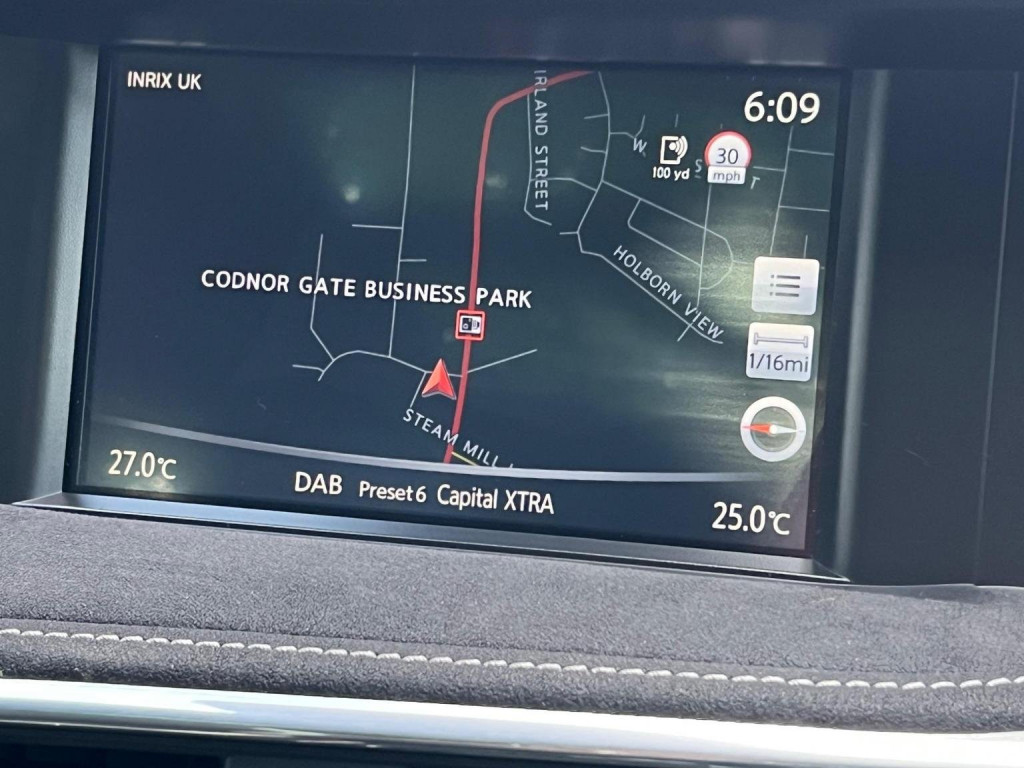 INRIX UK
6:09
IRLAND STREET
W
S
T
100 yd
30
mph
HOLBORN VIEW
CODNOR GATE BUSINESS PARK
1/16mi
STEAM MILL
27.0°C
DAB Preset 6 Capital XTRA
25.0°C